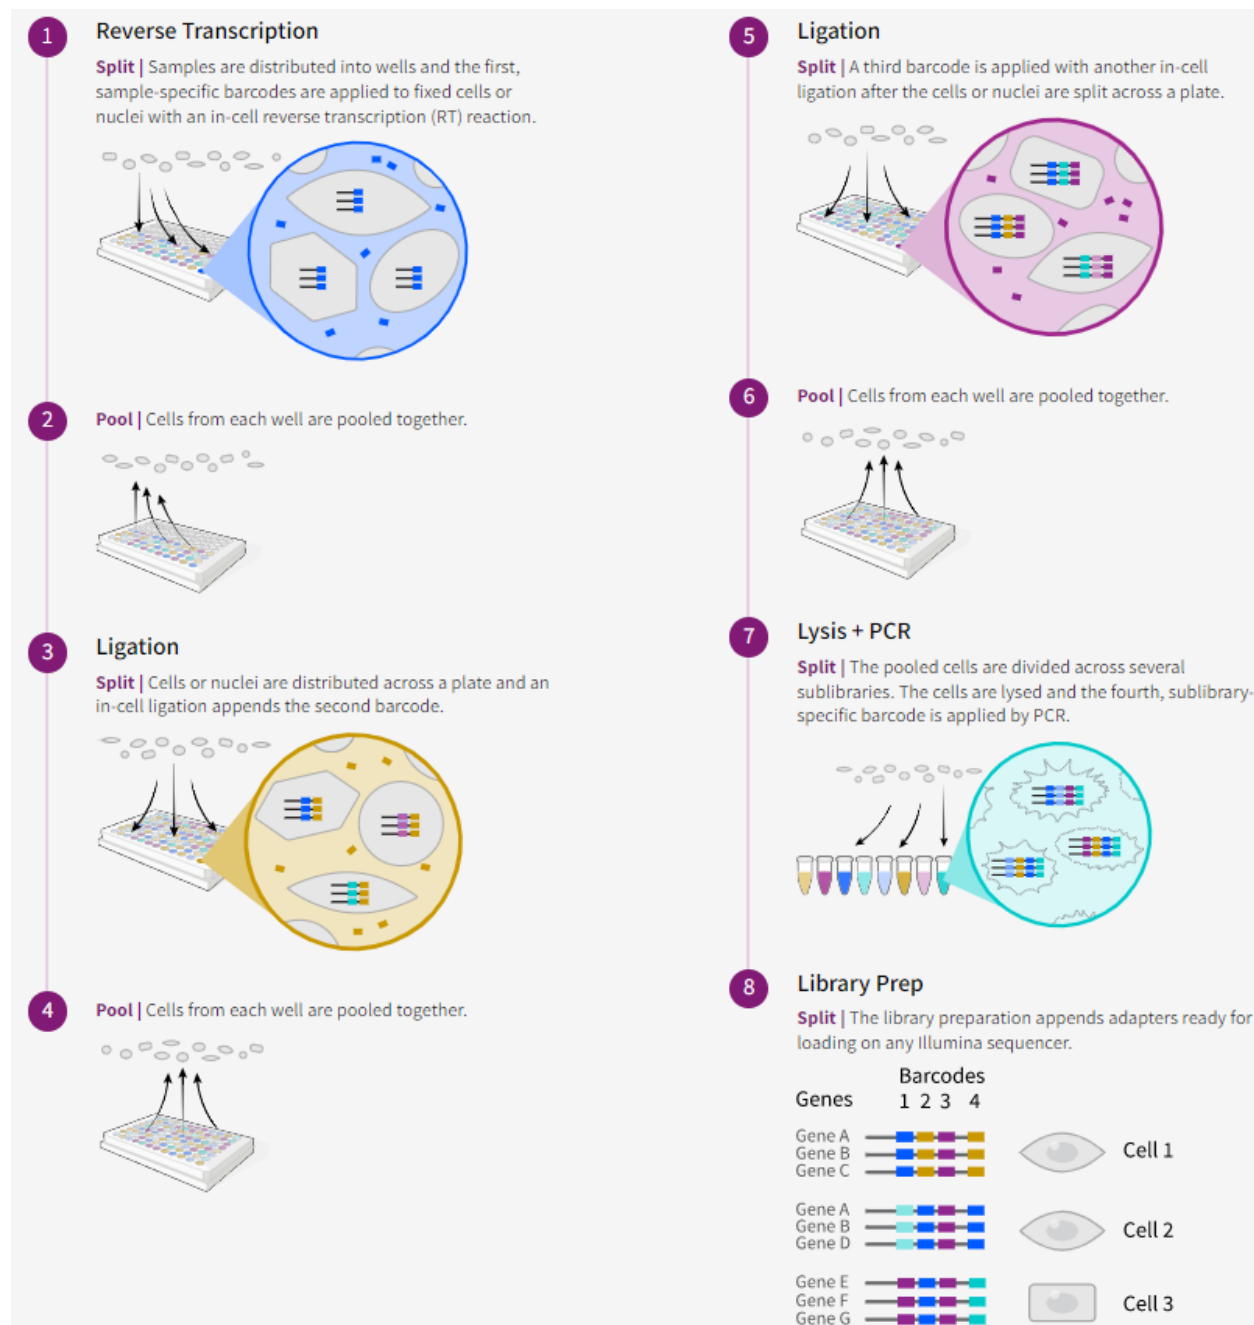 1
Reverse Transcription
Split | Samples are distributed into wells and the first,
sample-specific barcodes are applied to fixed cells or
nuclei with an in-cell reverse transcription (RT) reaction.
2
Pool | Cells from each well are pooled together.
3
Ligation
Split | Cells or nuclei are distributed across a plate and an
in-cell ligation appends the second barcode.
4
Pool | Cells from each well are pooled together.
5
Ligation
Split | A third barcode is applied with another in-cell
ligation after the cells or nuclei are split across a plate.
6
Pool | Cells from each well are pooled together.
7
Lysis + PCR
Split | The pooled cells are divided across several
sublibraries. The cells are lysed and the fourth, sublibrary-
specific barcode is applied by PCR.
8
Library Prep
Split | The library preparation appends adapters ready for
loading on any Illumina sequencer.
Barcodes
Genes 1 2 3 4
Gene A
Gene B
Gene C
Cell 1
Gene A
Gene B
Gene D
Cell 2
Gene E
Gene F
Gene G
Cell 3